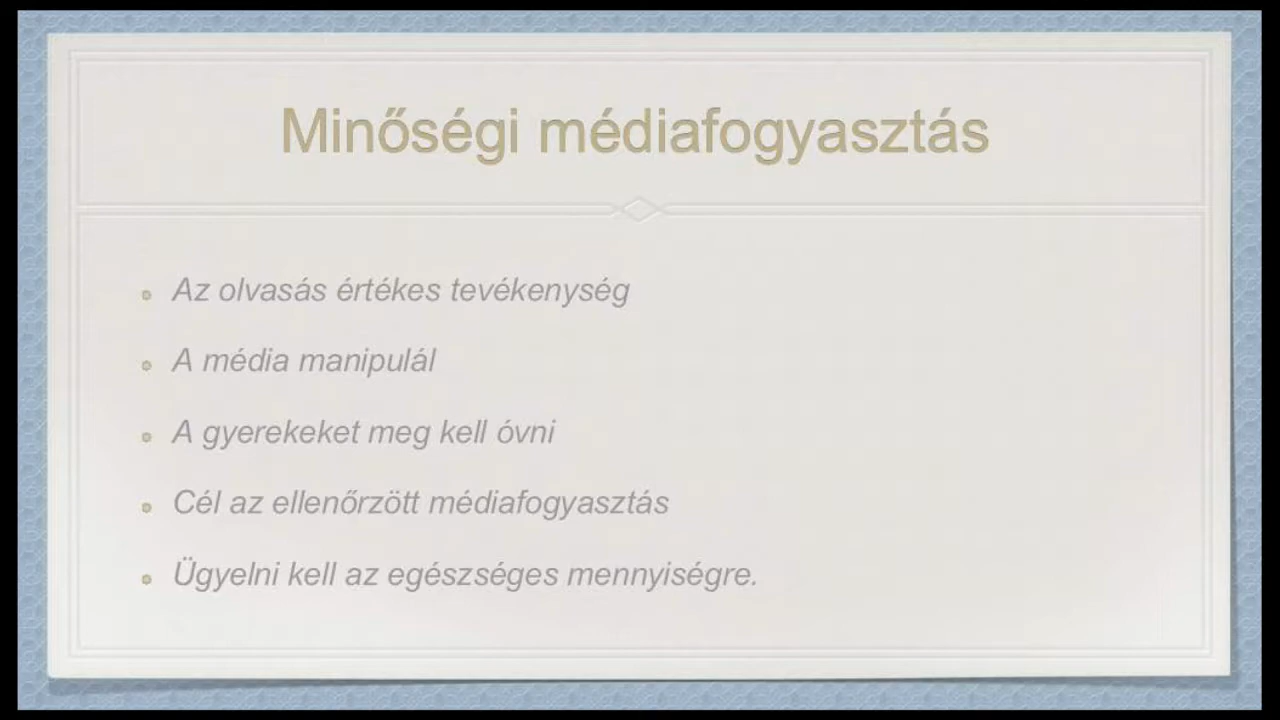 Minőségi médiafogyasztás
Az olvasás értékes tevékenység
A média manipulál
A gyerekeket meg kell óvni
Cél az ellenőrzött médiafogyasztás
Ügyelni kell az egészséges mennyiségre.